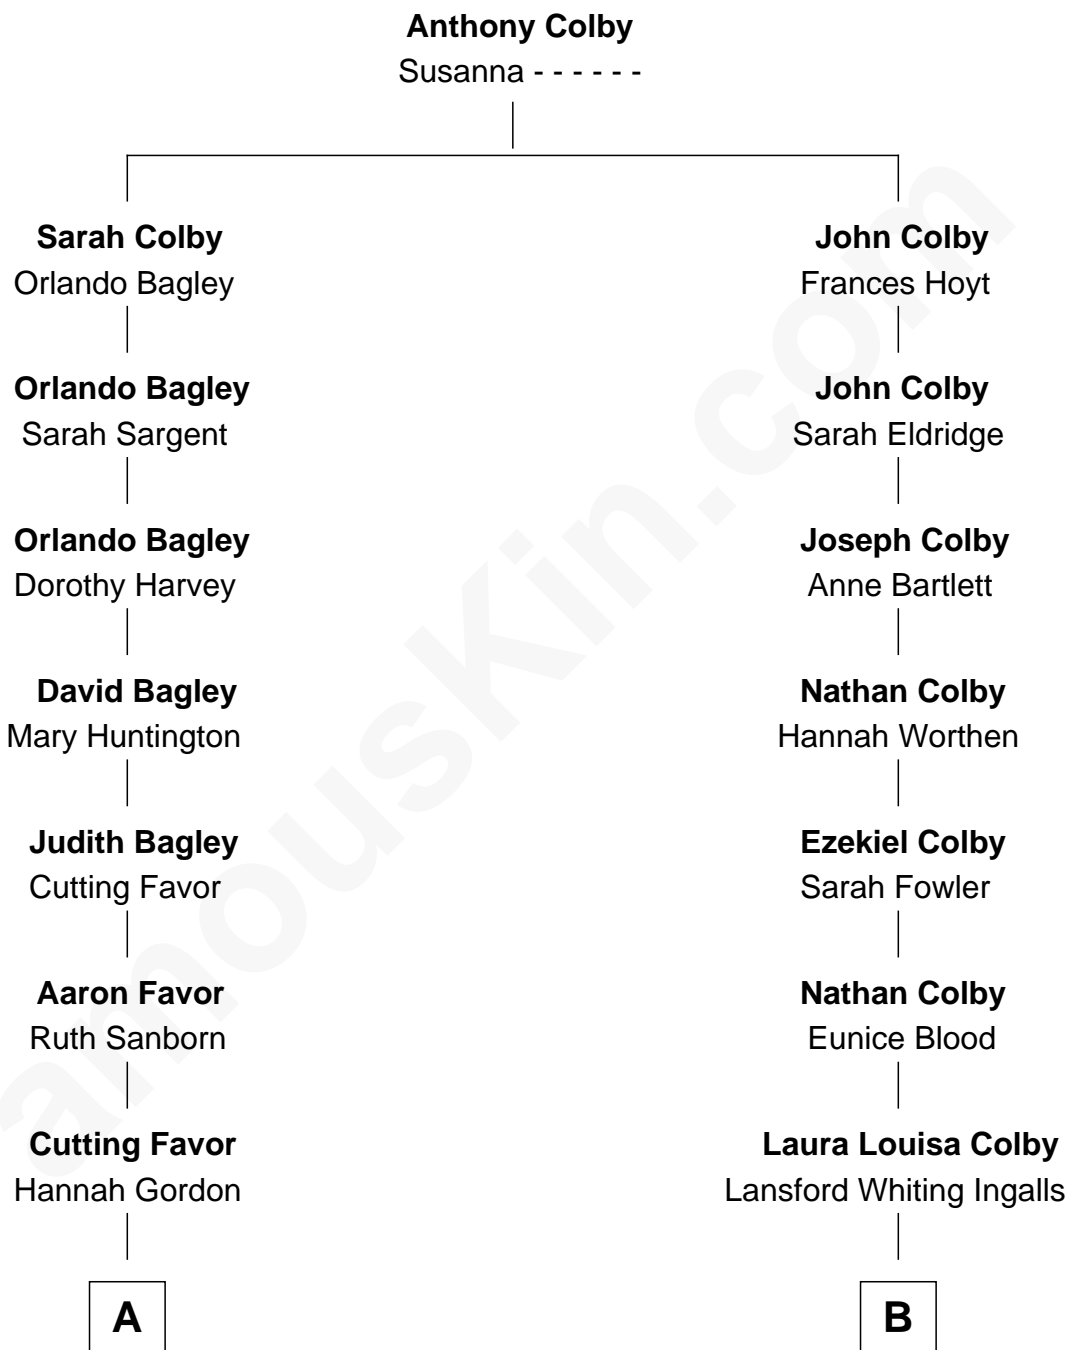 Anthony Colby
Susanna - - - - - -
Sarah Colby
Orlando Bagley
John Colby
Frances Hoyt
Orlando Bagley
Sarah Sargent
John Colby
Sarah Eldridge
Orlando Bagley
Dorothy Harvey
Joseph Colby
Anne Bartlett
David Bagley
Mary Huntington
Nathan Colby
Hannah Worthen
Judith Bagley
Cutting Favor
Ezekiel Colby
Sarah Fowler
Aaron Favor
Ruth Sanborn
Nathan Colby
Eunice Blood
Cutting Favor
Hannah Gordon
Laura Louisa Colby
Lansford Whiting Ingalls
A
B
amouskin.com